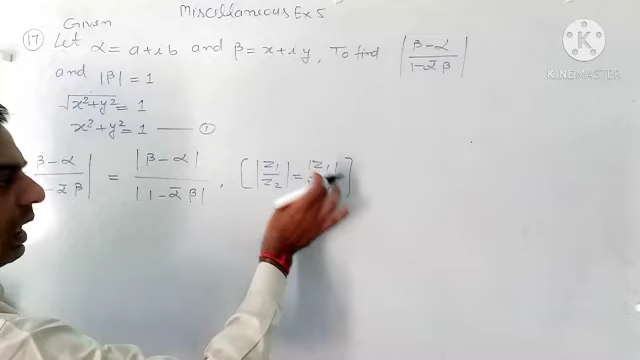 Miscellaneous Ex 5
Given
(17) Let α = a+ib and β = x+iy, To find |β-α / 1-ᾱβ|
and |β| = 1
√x²+y² = 1
x²+y² = 1 —— ①
β-α / -ᾱβ| = |β-α| / |1-ᾱβ| , [|z₁/z₂| = |z₁|
K
KINEMASTER